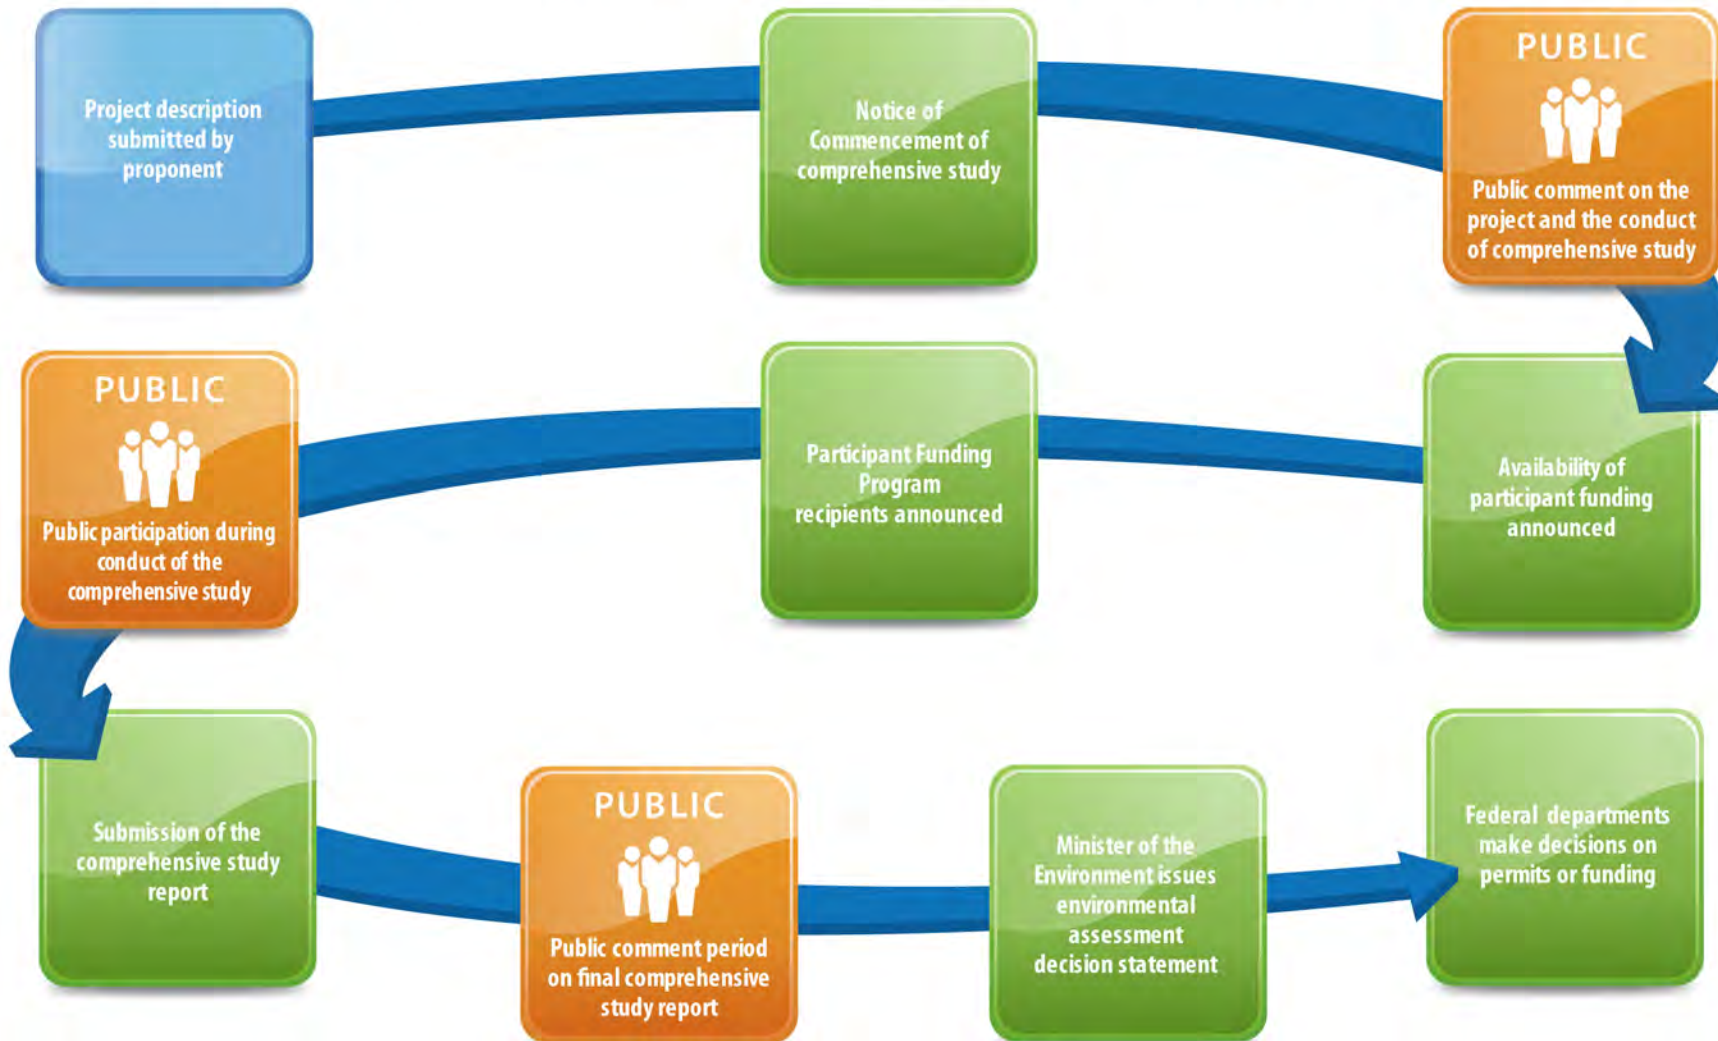 Project description
submitted by
proponent
Notice of
Commencement of
comprehensive study
PUBLIC
Public comment on the
project and the conduct
of comprehensive study
PUBLIC
Public participation during
conduct of the
comprehensive study
Participant Funding
Program
recipients announced
Availability of
participant funding
announced
Submission of the
comprehensive study
report
PUBLIC
Public comment period
on final comprehensive
study report
Minister of the
Environment issues
environmental
assessment
decision statement
Federal departments
make decisions on
permits or funding